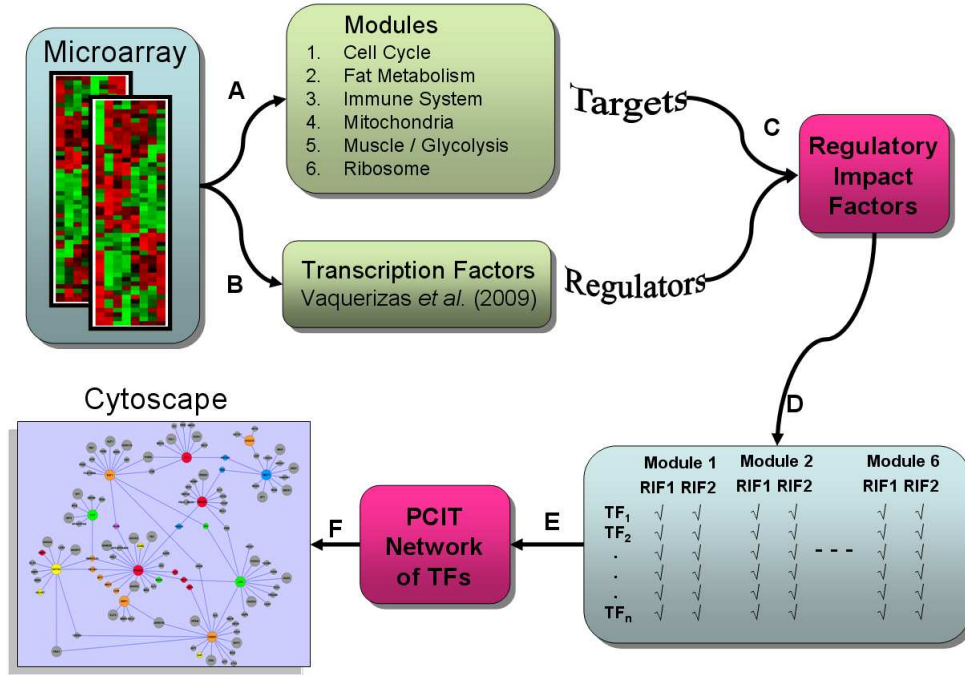 Microarray
A
B
Modules
1. Cell Cycle
2. Fat Metabolism
3. Immune System
4. Mitochondria
5. Muscle / Glycolysis
6. Ribosome
Transcription Factors
Vaquerizas et al. (2009)
Targets
Regulators
C
Regulatory
Impact
Factors
D
Module 1 Module 2 Module 6
RIF1 RIF2 RIF1 RIF2 RIF1 RIF2
TF1 √ √ √ √ √ √
TF2 √ √ √ √ √ √
. √ √ √ √ - - - √ √
. √ √ √ √ √ √
. √ √ √ √ √ √
TFn √ √ √ √ √ √
E
PCIT
Network
of TFs
F
Cytoscape